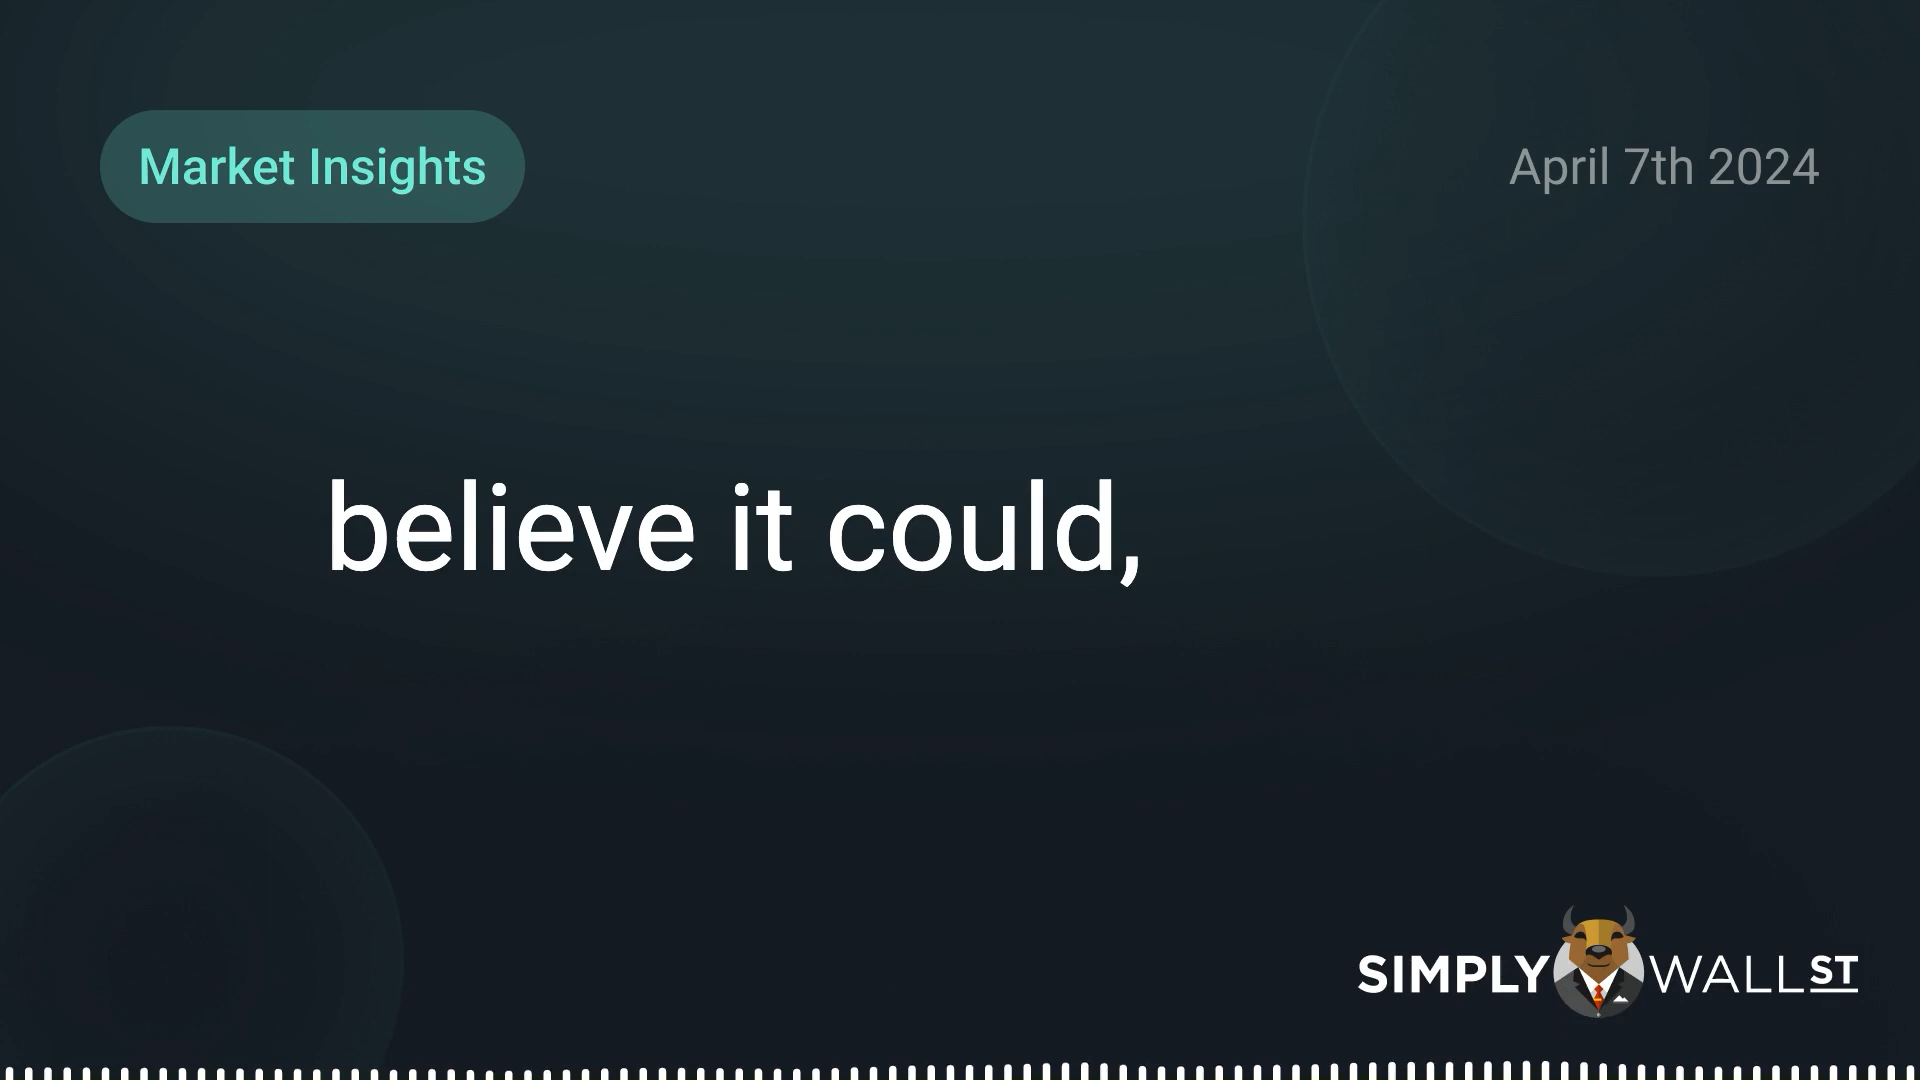 Market Insights
April 7th 2024
believe it could,
SIMPLY WALL ST